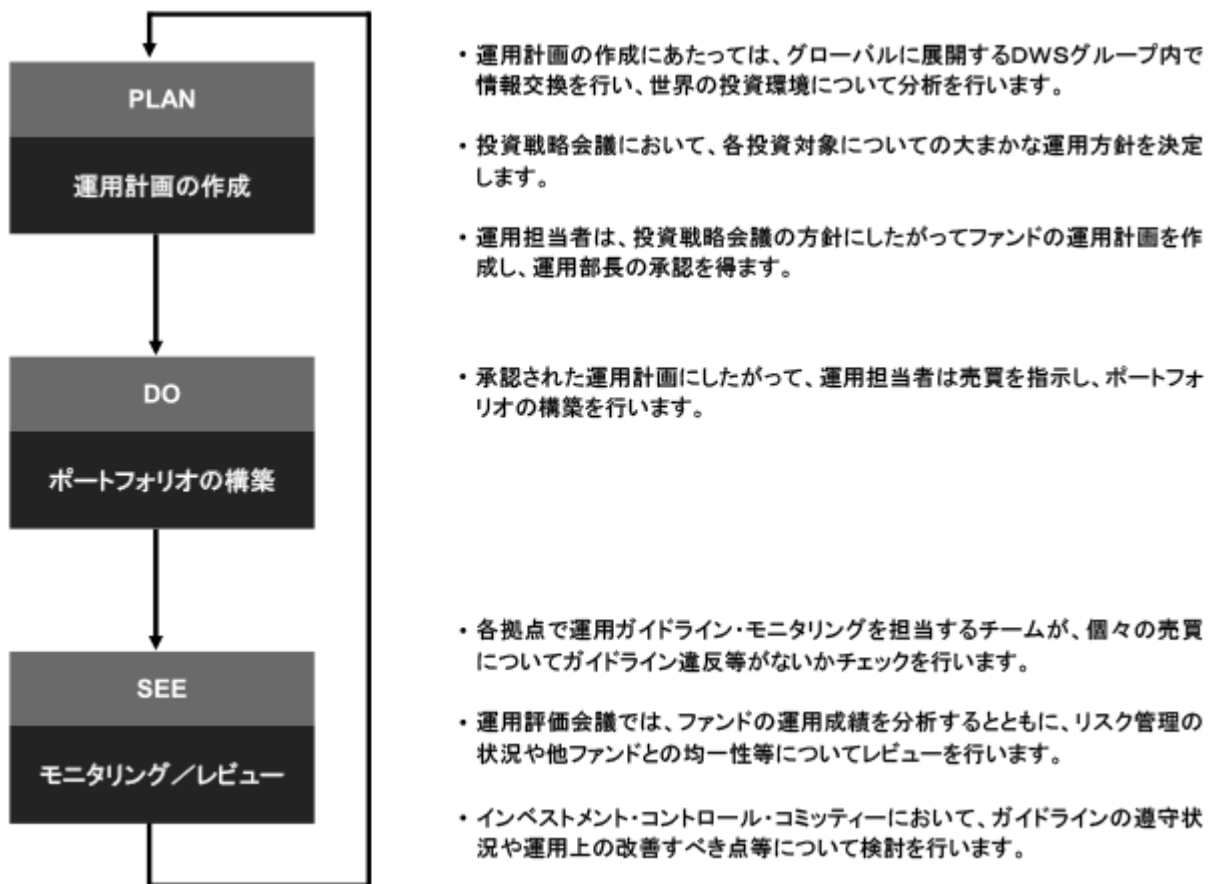 PLAN
運用計画の作成
・運用計画の作成にあたっては、グローバルに展開するDWSグループ内で
情報交換を行い、世界の投資環境について分析を行います。
・投資戦略会議において、各投資対象についての大まかな運用方針を決定
します。
・運用担当者は、投資戦略会議の方針にしたがってファンドの運用計画を作
成し、運用部長の承認を得ます。
DO
ポートフォリオの構築
・承認された運用計画にしたがって、運用担当者は売買を指示し、ポートフォ
リオの構築を行います。
SEE
モニタリング／レビュー
・各拠点で運用ガイドライン・モニタリングを担当するチームが、個々の売買
についてガイドライン違反等がないかチェックを行います。
・運用評価会議では、ファンドの運用成績を分析するとともに、リスク管理の
状況や他ファンドとの均一性等についてレビューを行います。
・インベストメント・コントロール・コミッティーにおいて、ガイドラインの遵守状
況や運用上の改善すべき点等について検討を行います。